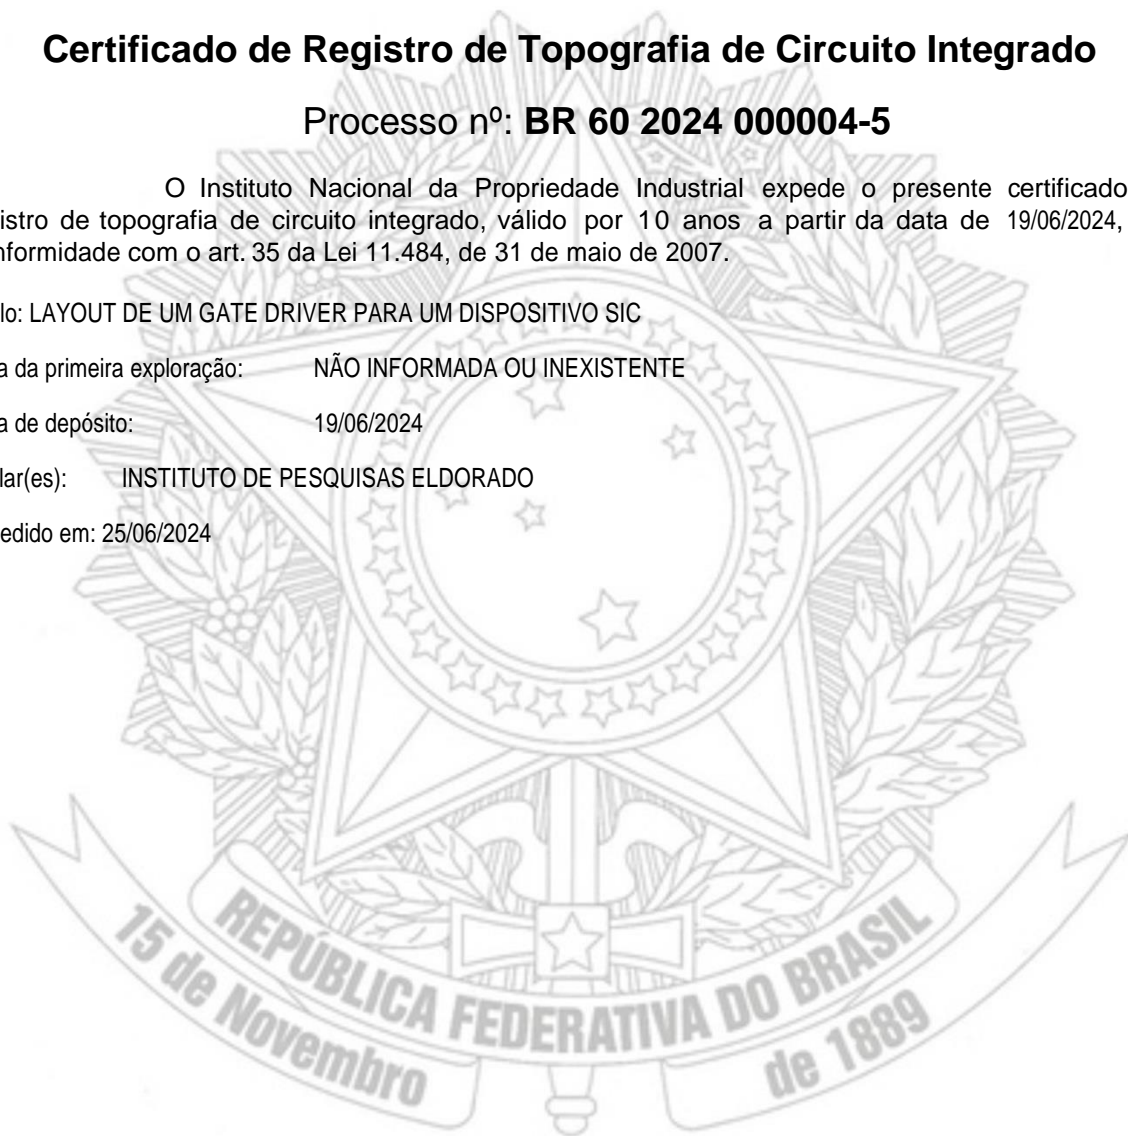 Certificado de Registro de Topografia de Circuito Integrado
Processo nº: BR 60 2024 000004-5
O Instituto Nacional da Propriedade Industrial expede o presente certificado
istro de topografia de circuito integrado, válido por 10 anos a partir da data de 19/06/2024,
nformidade com o art. 35 da Lei 11.484, de 31 de maio de 2007.
lo: LAYOUT DE UM GATE DRIVER PARA UM DISPOSITIVO SIC
a da primeira exploração: NÃO INFORMADA OU INEXISTENTE
a de depósito: 19/06/2024
lar(es): INSTITUTO DE PESQUISAS ELDORADO
edido em: 25/06/2024
REPÚBLICA FEDERATIVA DO BRASIL
15 de Novembro de 1889